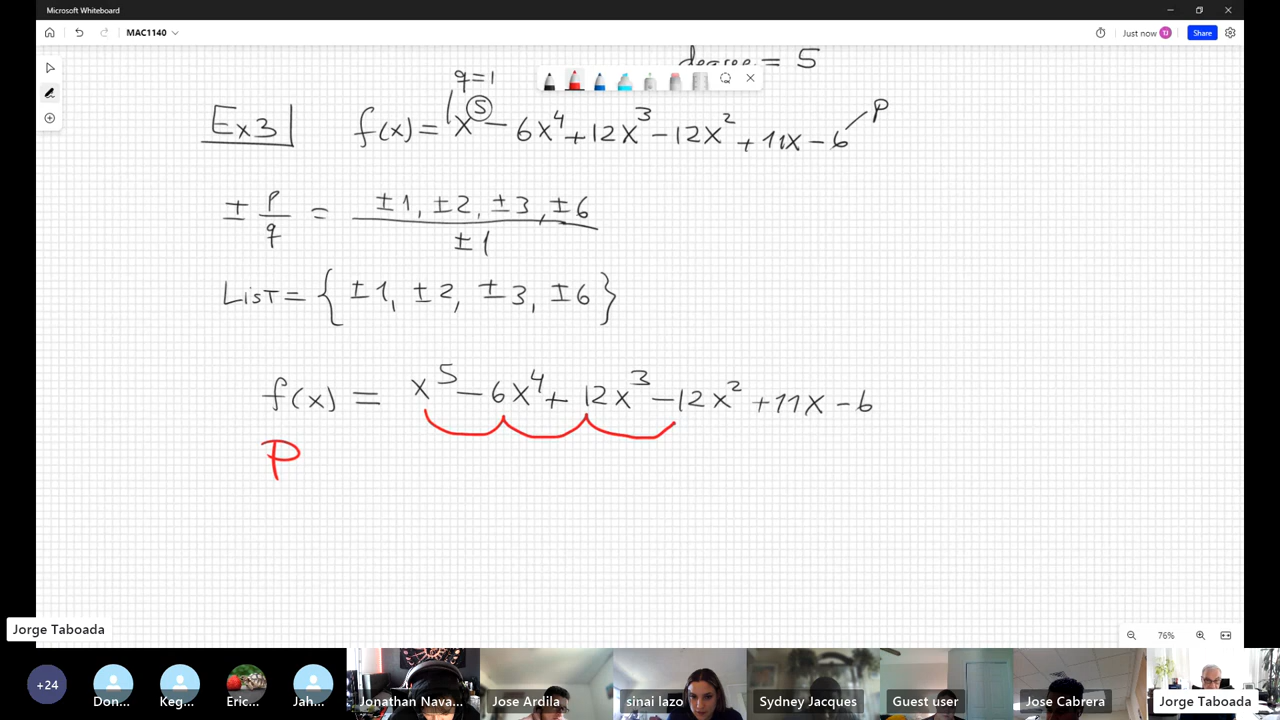 Microsoft Whiteboard
MAC1140
Just now TJ Share
degree = 5
q=1
Ex3 f(x) = x⁵ − 6x⁴ + 12x³ − 12x² + 11x − 6 P
± P/q = ±1, ±2, ±3, ±6 / ±1
LIST = { ±1, ±2, ±3, ±6 }
f(x) = x⁵ − 6x⁴ + 12x³ − 12x² + 11x − 6
P
Jorge Taboada
76%
+24 Don... Keg... Eric... Jah... Jonathan Nava... Jose Ardila sinai lazo Sydney Jacques Guest user Jose Cabrera Jorge Taboada